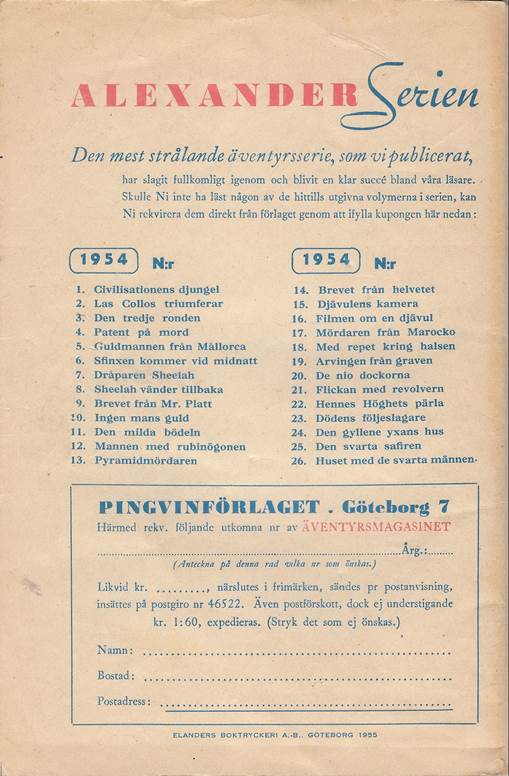 ALEXANDER Serien
Den mest strålande äventyrsserie, som vi publicerat,
har slagit fullkomligt igenom och blivit en klar succé bland våra läsare.
Skulle Ni inte ha läst någon av de hittills utgivna volymerna i serien, kan
Ni rekvirera dem direkt från förlaget genom att ifylla kupongen här nedan:
1954 N:r
1. Civilisationens djungel
2. Las Collos triumferar
3. Den tredje ronden
4. Patent på mord
5. Guldmannen från Mallorca
6. Sfinxen kommer vid midnatt
7. Dråparen Sheelah
8. Sheelah vänder tillbaka
9. Brevet från Mr. Platt
10. Ingen mans guld
11. Den milda bödeln
12. Mannen med rubinögonen
13. Pyramidmördaren
1954 N:r
14. Brevet från helvetet
15. Djävulens kamera
16. Filmen om en djävul
17. Mördaren från Marocko
18. Med repet kring halsen
19. Arvingen från graven
20. De nio dockorna
21. Flickan med revolvern
22. Hennes Höghets pärla
23. Dödens följeslagare
24. Den gyllene yxans hus
25. Den svarta safiren
26. Huset med de svarta männen.
PINGVINFÖRLAGET . Göteborg 7
Härmed rekv. följande utkomna nr av ÄVENTYRSMAGASINET
.................................................. Årg.:........
(Anteckna på denna rad vilka nr som önskas.)
Likvid kr. .........., närslutes i frimärken, sändes pr postanvisning,
insättes på postgiro nr 46522. Även postförskott, dock ej understigande
kr. 1:60, expedieras. (Stryk det som ej önskas.)
Namn: ..................................................
Bostad: ..................................................
Postadress: ..................................................
ELANDERS BOKTRYCKERI A.-B., GÖTEBORG 1955